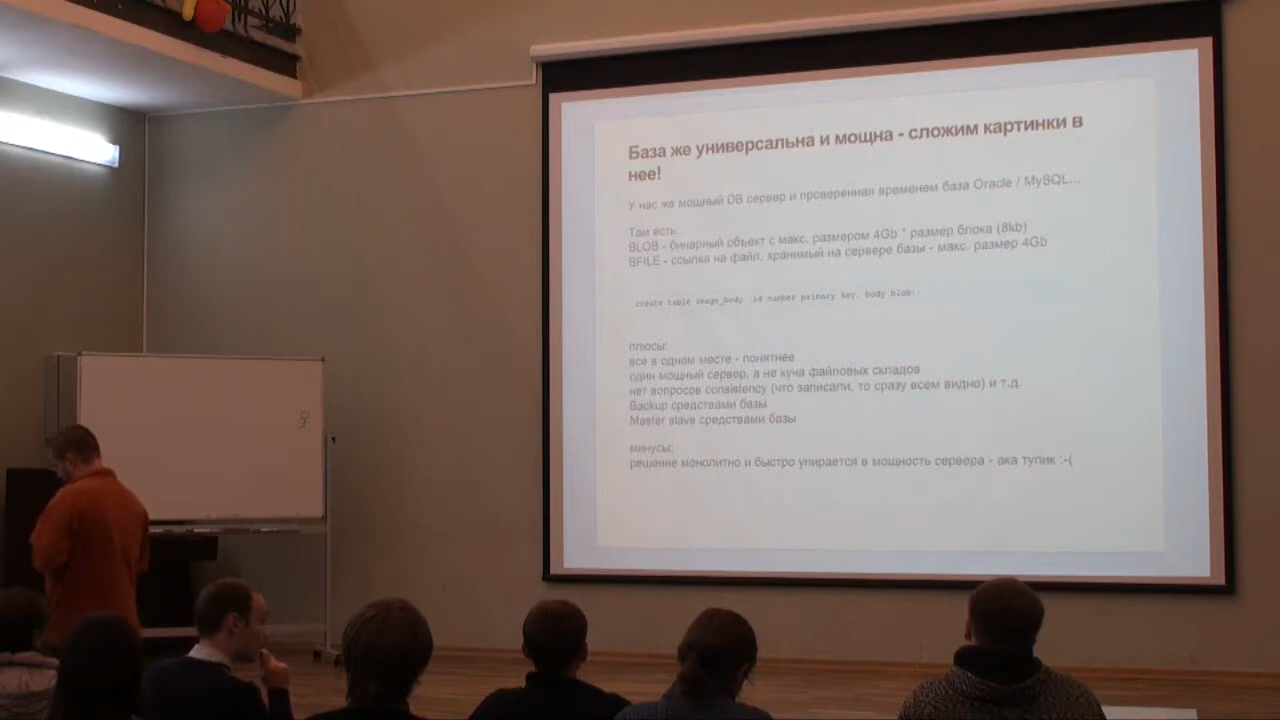 База же универсальна и мощна - сложим картинки в
нее!
У нас же мощный DB сервер и проверенная временем база Oracle / MySQL...
Там есть:
BLOB - бинарный объект с макс. размером 4Gb * размер блока (8kb)
BFILE - ссылка на файл, хранимый на сервере базы - макс. размер 4Gb
create table image_body (id number primary key, body blob);
плюсы:
все в одном месте - понятнее
один мощный сервер, а не куча файловых складов
нет вопросов consistency (что записали, то сразу всем видно) и т.д.
Backup средствами базы
Master slave средствами базы
минусы:
решение монолитно и быстро упирается в мощность сервера - ака тупик :-(